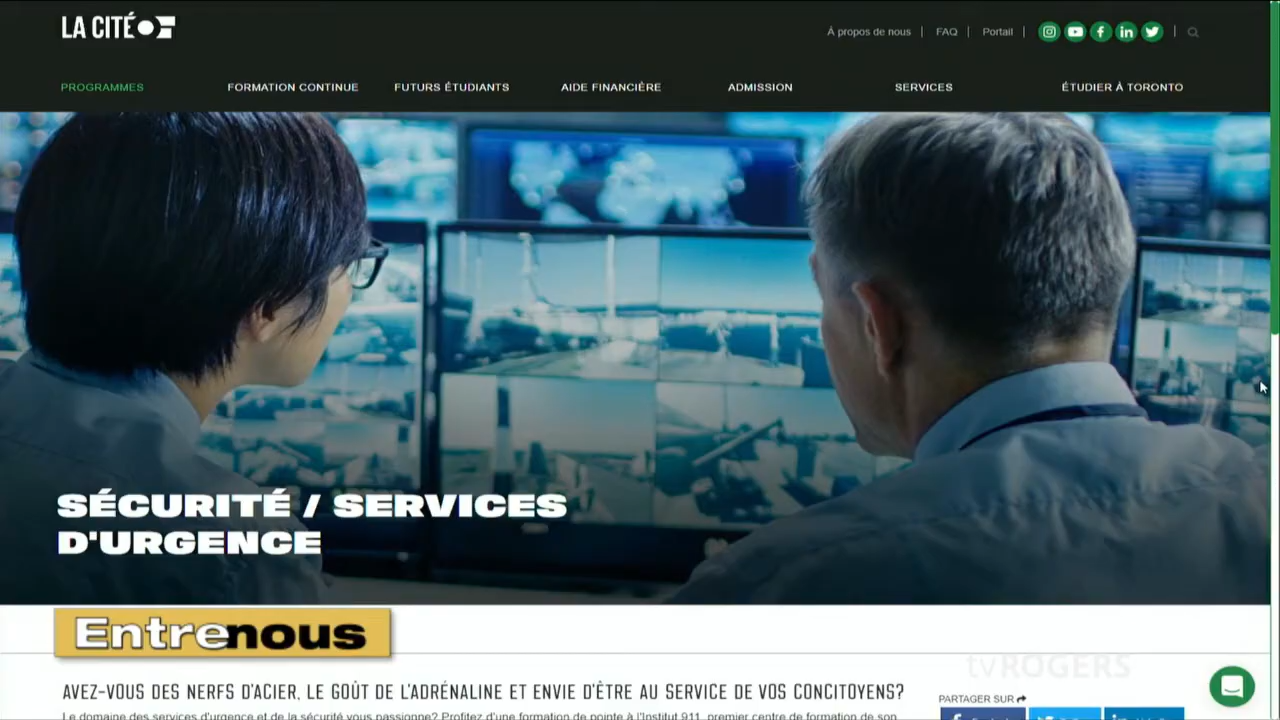 LA CITÉ
À propos de nous
FAQ
Portail
PROGRAMMES
FORMATION CONTINUE
FUTURS ÉTUDIANTS
AIDE FINANCIÈRE
ADMISSION
SERVICES
ÉTUDIER À TORONTO
SÉCURITÉ / SERVICES
D'URGENCE
Entrenous
tvROGERS
AVEZ-VOUS DES NERFS D'ACIER, LE GOÛT DE L'ADRÉNALINE ET ENVIE D'ÊTRE AU SERVICE DE VOS CONCITOYENS?
PARTAGER SUR
Le domaine des services d'urgence et de la sécurité vous passionne? Profitez d'une formation de pointe à l'Institut 911, premier centre de formation de son